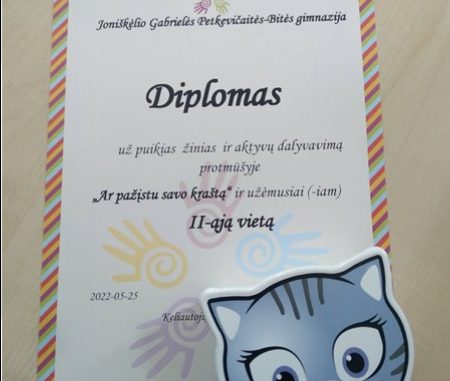 Joniškėlio Gabrielės Petkevičaitės-Bitės gimnazija
Diplomas
už puikias žinias ir aktyvų dalyvavimą
protmūšyje
„Ar pažįstu savo kraštą“ ir užėmusiai (-iam)
II-ąją vietą
2022-05-25